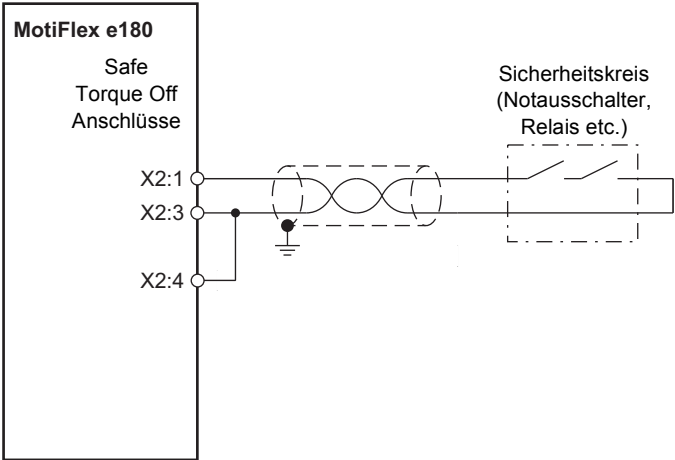 MotiFlex e180
Safe
Torque Off
Anschlüsse
Sicherheitskreis
(Notausschalter,
Relais etc.)
X2:1
X2:3
X2:4